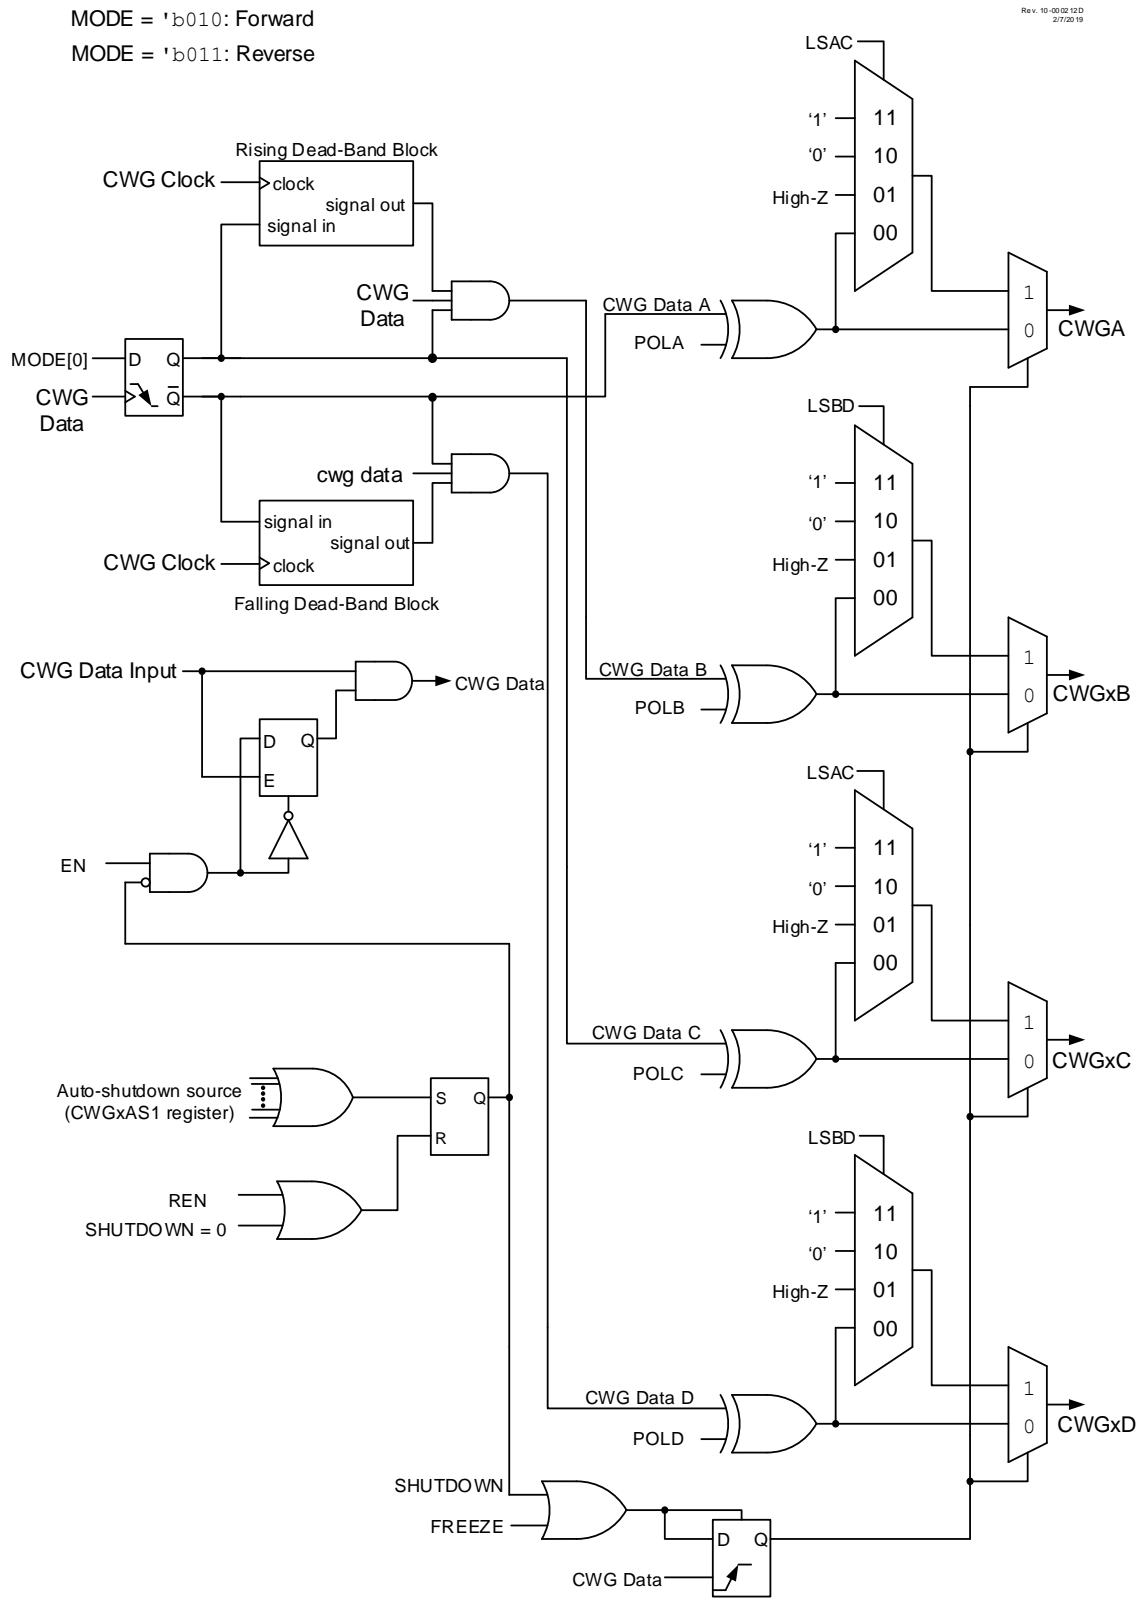 MODE = 'b010: Forward
MODE = 'b011: Reverse
Rev. 10-000212D
2/7/2019
LSAC
'1'
11
'0'
10
High-Z
01
00
Rising Dead-Band Block
CWG Clock
clock
signal out
signal in
CWG
Data
CWG Data A
POLA
1
0
CWGA
MODE[0]
D
Q
CWG
Data
Q
LSBD
'1'
11
'0'
10
High-Z
01
00
cwg data
signal in
signal out
CWG Clock
clock
Falling Dead-Band Block
CWG Data Input
CWG Data
CWG Data B
POLB
1
0
CWGxB
D
Q
E
EN
LSAC
'1'
11
'0'
10
High-Z
01
00
CWG Data C
POLC
1
0
CWGxC
Auto-shutdown source
(CWGxAS1 register)
S
Q
R
REN
SHUTDOWN = 0
LSBD
'1'
11
'0'
10
High-Z
01
00
CWG Data D
POLD
1
0
CWGxD
SHUTDOWN
FREEZE
D
Q
CWG Data